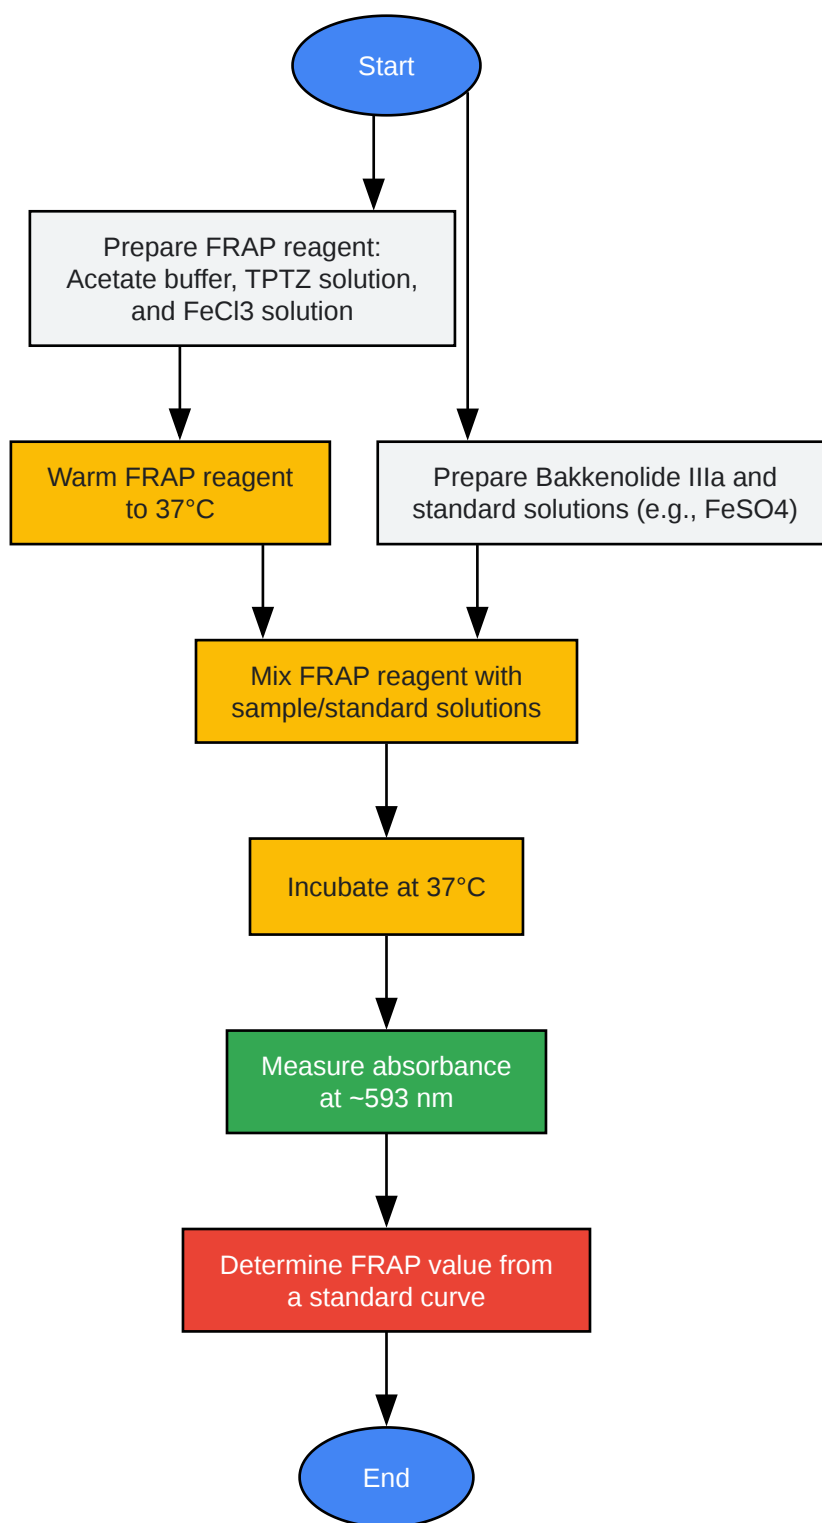 Start
Prepare FRAP reagent:
Acetate buffer, TPTZ solution,
and FeCl3 solution
Warm FRAP reagent
to 37°C
Prepare Bakkenolide IIIa and
standard solutions (e.g., FeSO4)
Mix FRAP reagent with
sample/standard solutions
Incubate at 37°C
Measure absorbance
at ~593 nm
Determine FRAP value from
a standard curve
End